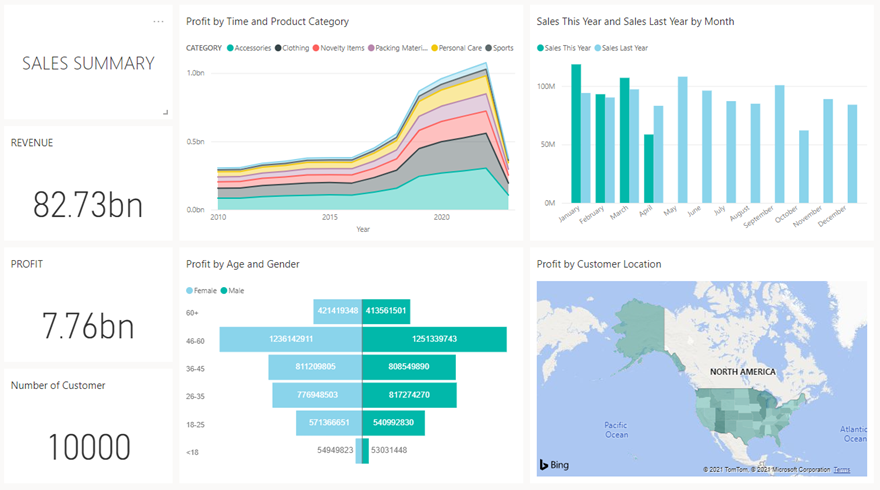 SALES SUMMARY
REVENUE
82.73bn
PROFIT
7.76bn
Number of Customer
10000
Profit by Time and Product Category
CATEGORY Accessories Clothing Novelty Items Packing Materi... Personal Care Sports
1.0bn
0.5bn
0.0bn
2010 2015 2020
Year
Sales This Year and Sales Last Year by Month
Sales This Year Sales Last Year
100M
50M
0M
January February March April May June July August September October November December
Profit by Age and Gender
Female Male
60+ 421419348 413561501
46-60 1236142911 1251339743
36-45 811209805 808549890
26-35 776948503 817274270
18-25 571366651 540992830
<18 54949823 53031448
Profit by Customer Location
NORTH AMERICA
Pacific
Ocean
Atlantic
Ocean
Bing
© 2021 TomTom, © 2021 Microsoft Corporation Terms